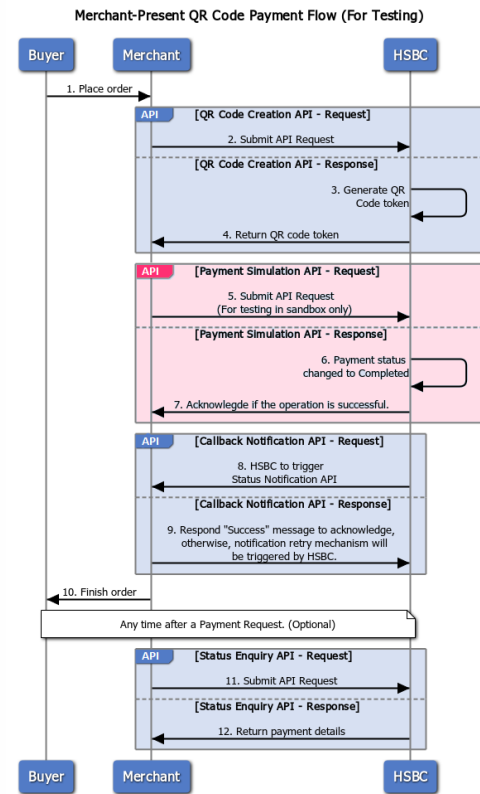 Merchant-Present QR Code Payment Flow (For Testing)
Buyer
Merchant
HSBC
1. Place order
API
[QR Code Creation API - Request]
2. Submit API Request
[QR Code Creation API - Response]
3. Generate QR
Code token
4. Return QR code token
API
[Payment Simulation API - Request]
5. Submit API Request
(For testing in sandbox only)
[Payment Simulation API - Response]
6. Payment status
changed to Completed
7. Acknowlegde if the operation is successful.
API
[Callback Notification API - Request]
8. HSBC to trigger
Status Notification API
[Callback Notification API - Response]
9. Respond "Success" message to acknowledge,
otherwise, notification retry mechanism will
be triggered by HSBC.
10. Finish order
Any time after a Payment Request. (Optional)
API
[Status Enquiry API - Request]
11. Submit API Request
[Status Enquiry API - Response]
12. Return payment details
Buyer
Merchant
HSBC